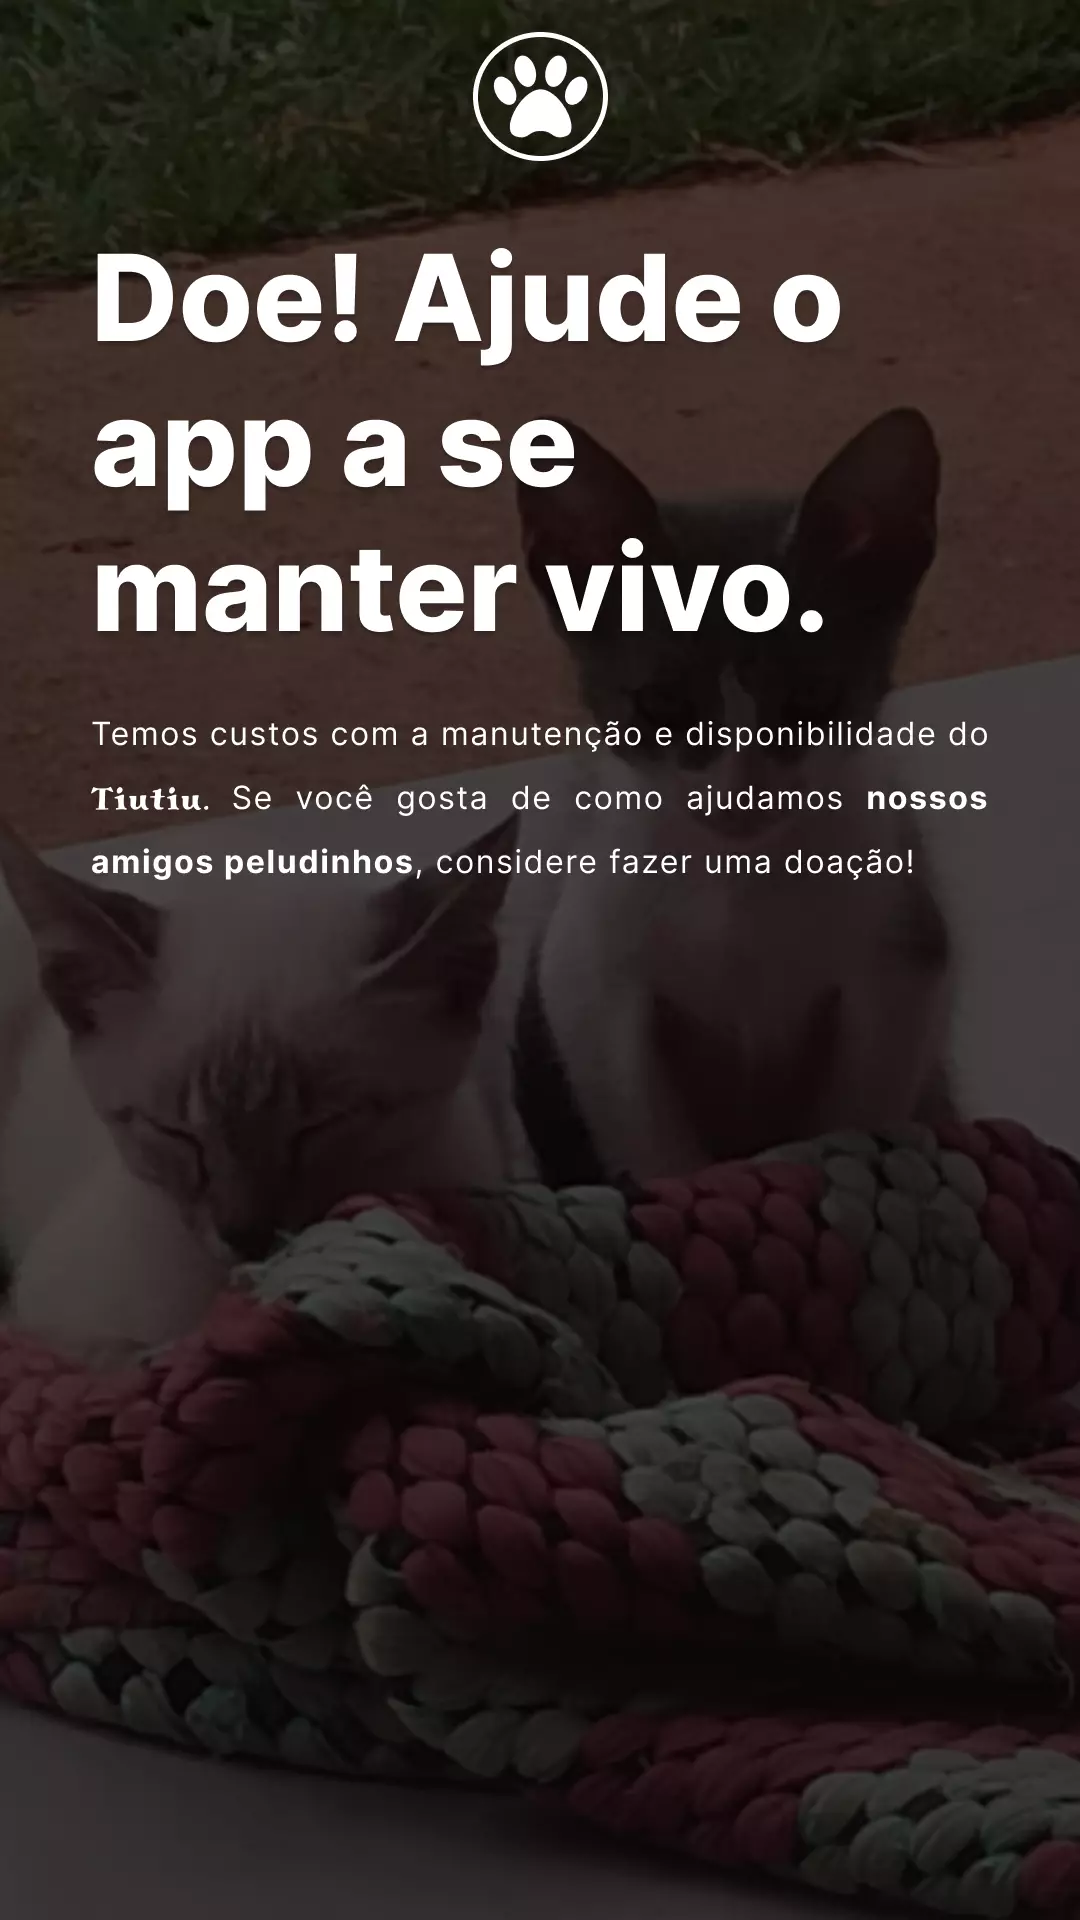 Doe! Ajude o
app a se
manter vivo.
Temos custos com a manutenção e disponibilidade do
Tiutiu. Se você gosta de como ajudamos nossos
amigos peludinhos, considere fazer uma doação!